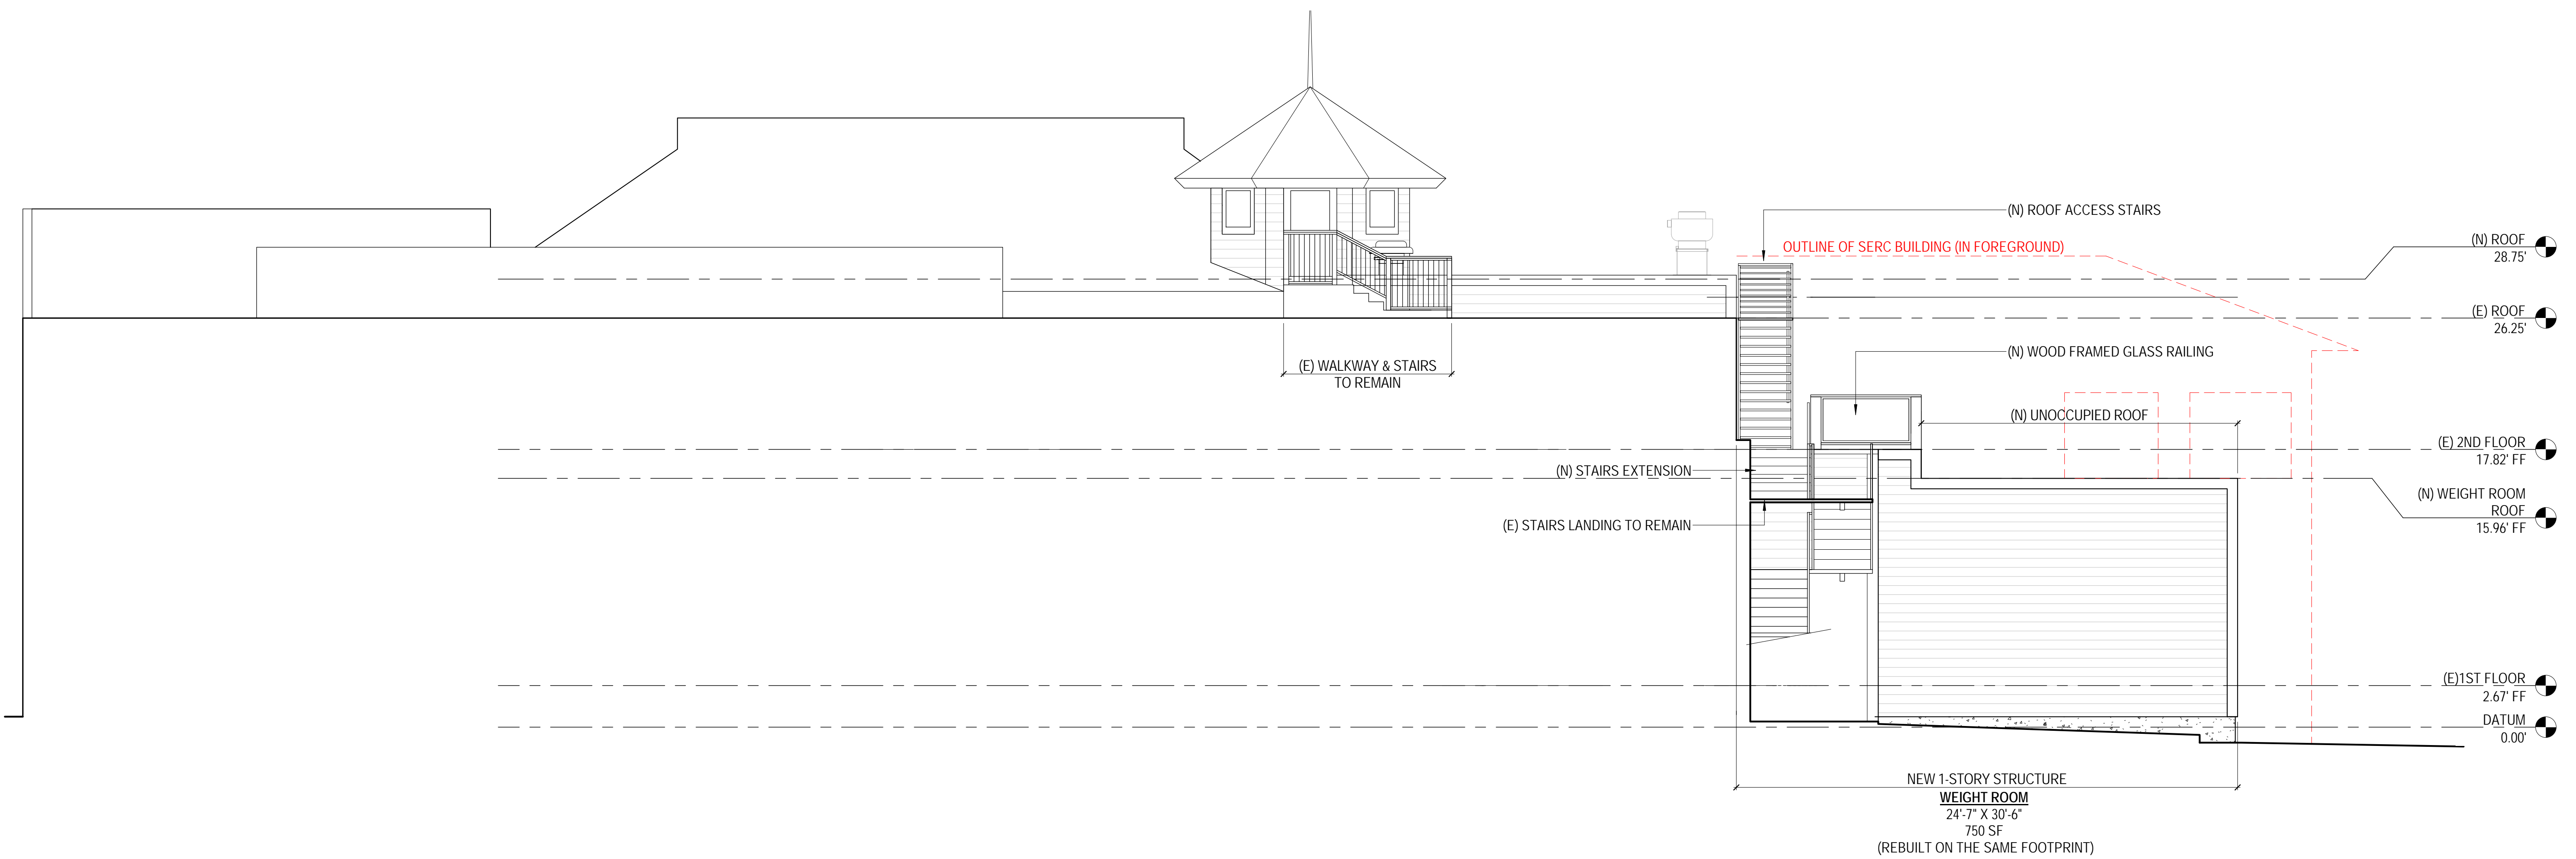 (N) ROOF ACCESS STAIRS
OUTLINE OF SERC BUILDING (IN FOREGROUND)
(N) ROOF
28.75'
(E) ROOF
26.25'
(E) WALKWAY & STAIRS
TO REMAIN
(N) WOOD FRAMED GLASS RAILING
(N) UNOCCUPIED ROOF
(E) 2ND FLOOR
17.82' FF
(N) STAIRS EXTENSION
(N) WEIGHT ROOM
ROOF
15.96' FF
(E) STAIRS LANDING TO REMAIN
(E)1ST FLOOR
2.67' FF
DATUM
0.00'
NEW 1-STORY STRUCTURE
WEIGHT ROOM
24'-7" X 30'-6"
750 SF
(REBUILT ON THE SAME FOOTPRINT)